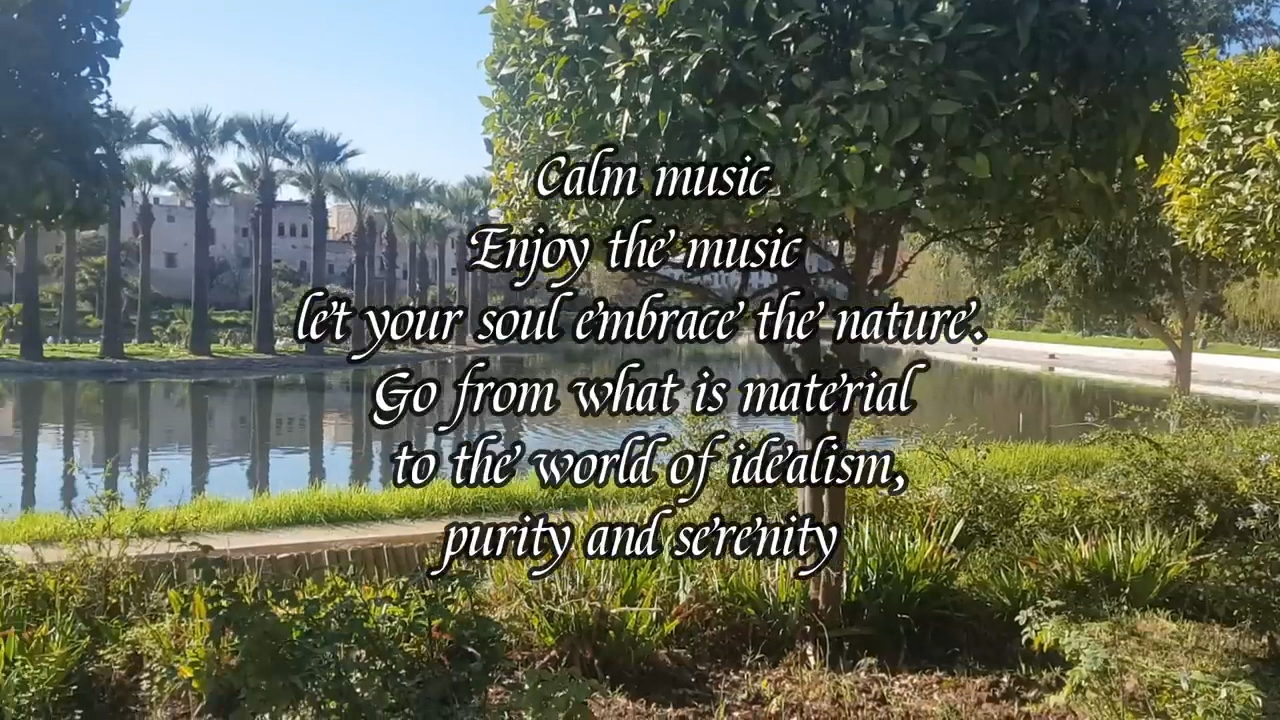 Calm music
Enjoy the music
let your soul embrace the nature.
Go from what is material
to the world of idealism,
purity and serenity